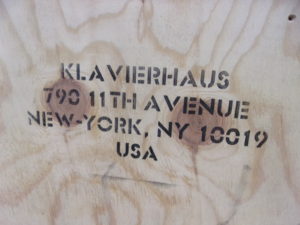 KLAVIERHAUS
790 11TH AVENUE
NEW-YORK, NY 10019
USA